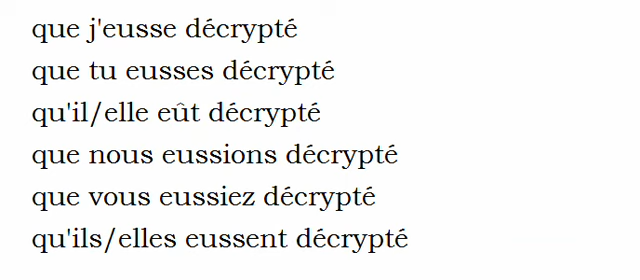 que j'eusse décrypté
que tu eusses décrypté
qu'il/elle eût décrypté
que nous eussions décrypté
que vous eussiez décrypté
qu'ils/elles eussent décrypté